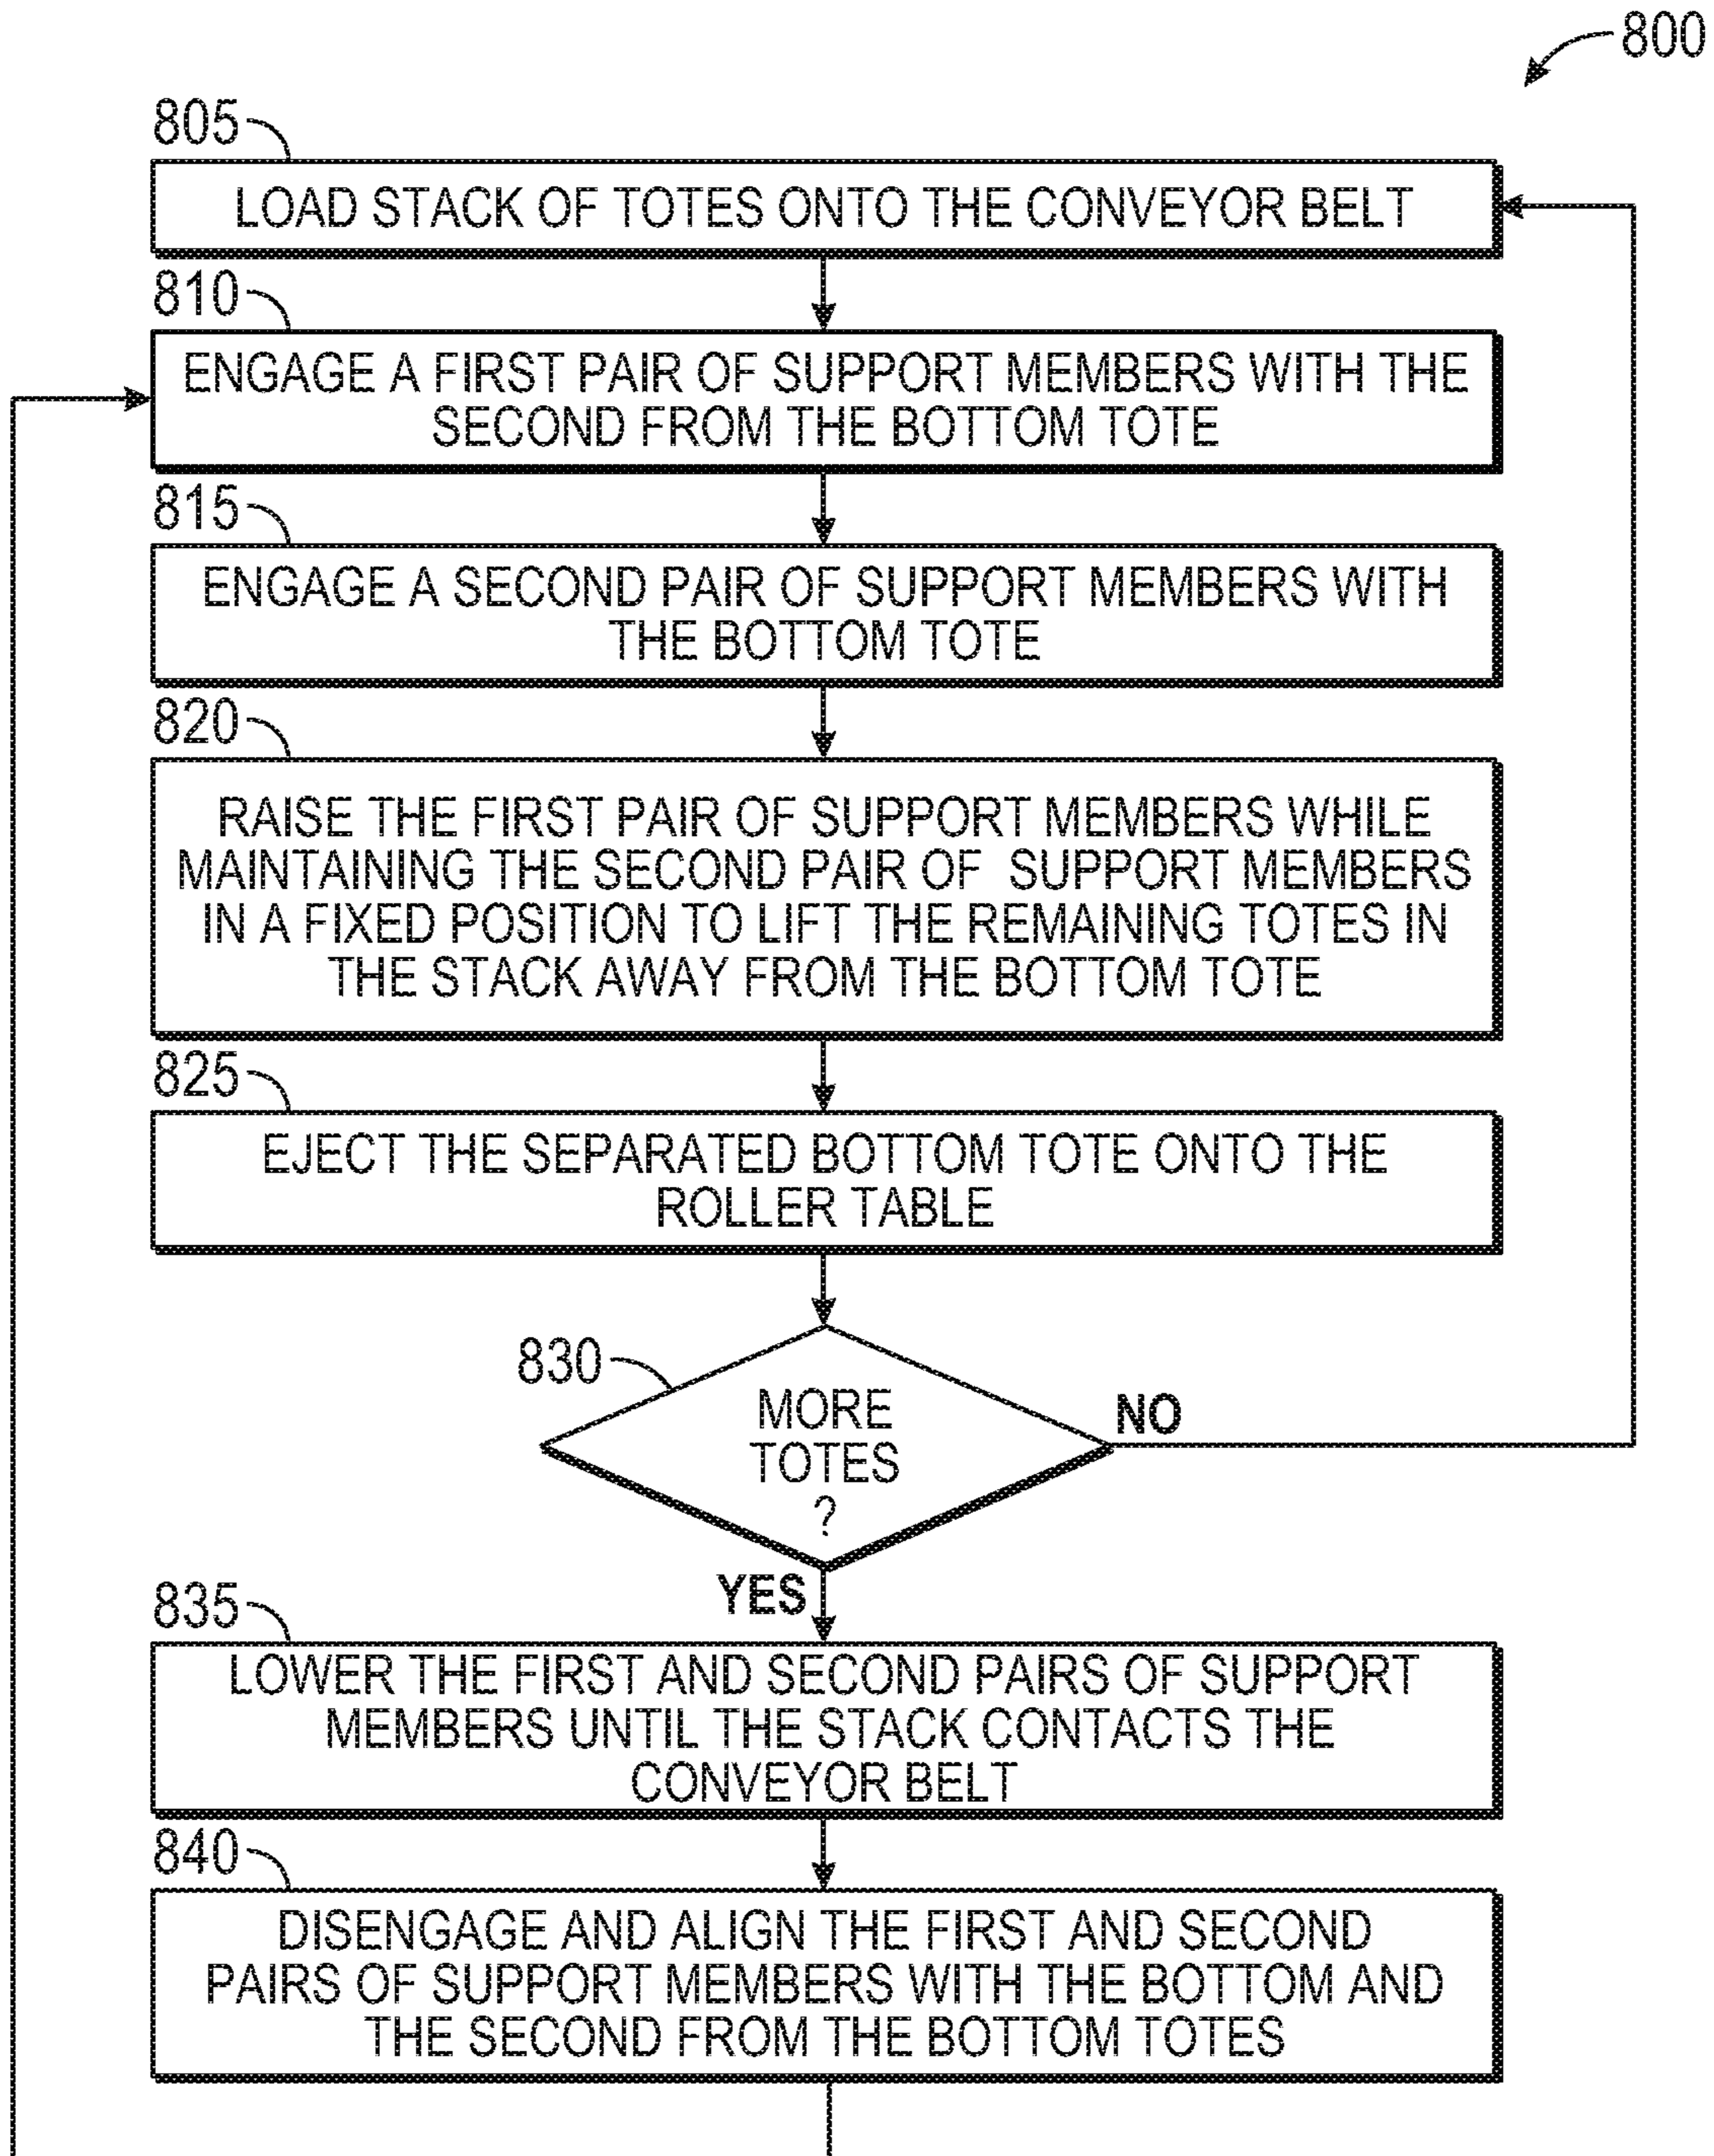 800
805
LOAD STACK OF TOTES ONTO THE CONVEYOR BELT
810
ENGAGE A FIRST PAIR OF SUPPORT MEMBERS WITH THE
SECOND FROM THE BOTTOM TOTE
815
ENGAGE A SECOND PAIR OF SUPPORT MEMBERS WITH
THE BOTTOM TOTE
820
RAISE THE FIRST PAIR OF SUPPORT MEMBERS WHILE
MAINTAINING THE SECOND PAIR OF SUPPORT MEMBERS
IN A FIXED POSITION TO LIFT THE REMAINING TOTES IN
THE STACK AWAY FROM THE BOTTOM TOTE
825
EJECT THE SEPARATED BOTTOM TOTE ONTO THE
ROLLER TABLE
830
MORE
TOTES
?
NO
YES
835
LOWER THE FIRST AND SECOND PAIRS OF SUPPORT
MEMBERS UNTIL THE STACK CONTACTS THE
CONVEYOR BELT
840
DISENGAGE AND ALIGN THE FIRST AND SECOND
PAIRS OF SUPPORT MEMBERS WITH THE BOTTOM AND
THE SECOND FROM THE BOTTOM TOTES